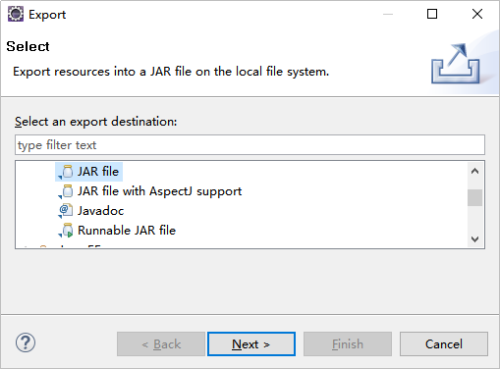 Export
Select
Export resources into a JAR file on the local file system.
Select an export destination:
type filter text
JAR file
JAR file with AspectJ support
Javadoc
Runnable JAR file
< Back
Next >
Finish
Cancel